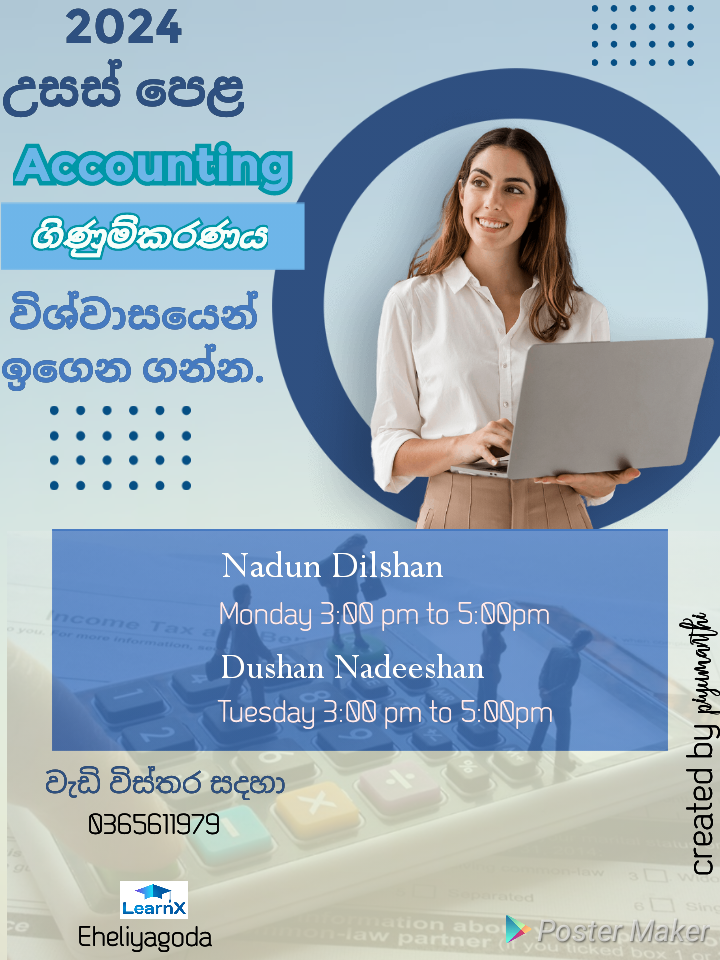 2024
උසස් පෙළ
Accounting
ගිණුම්කරණය
විශ්වාසයෙන්
ඉගෙන ගන්න.
Nadun Dilshan
Monday 3:00 pm to 5:00pm
Dushan Nadeeshan
Tuesday 3:00 pm to 5:00pm
වැඩි විස්තර සදහා
0365611979
LearnX
Eheliyagoda
created by piyumanthi
Poster Maker